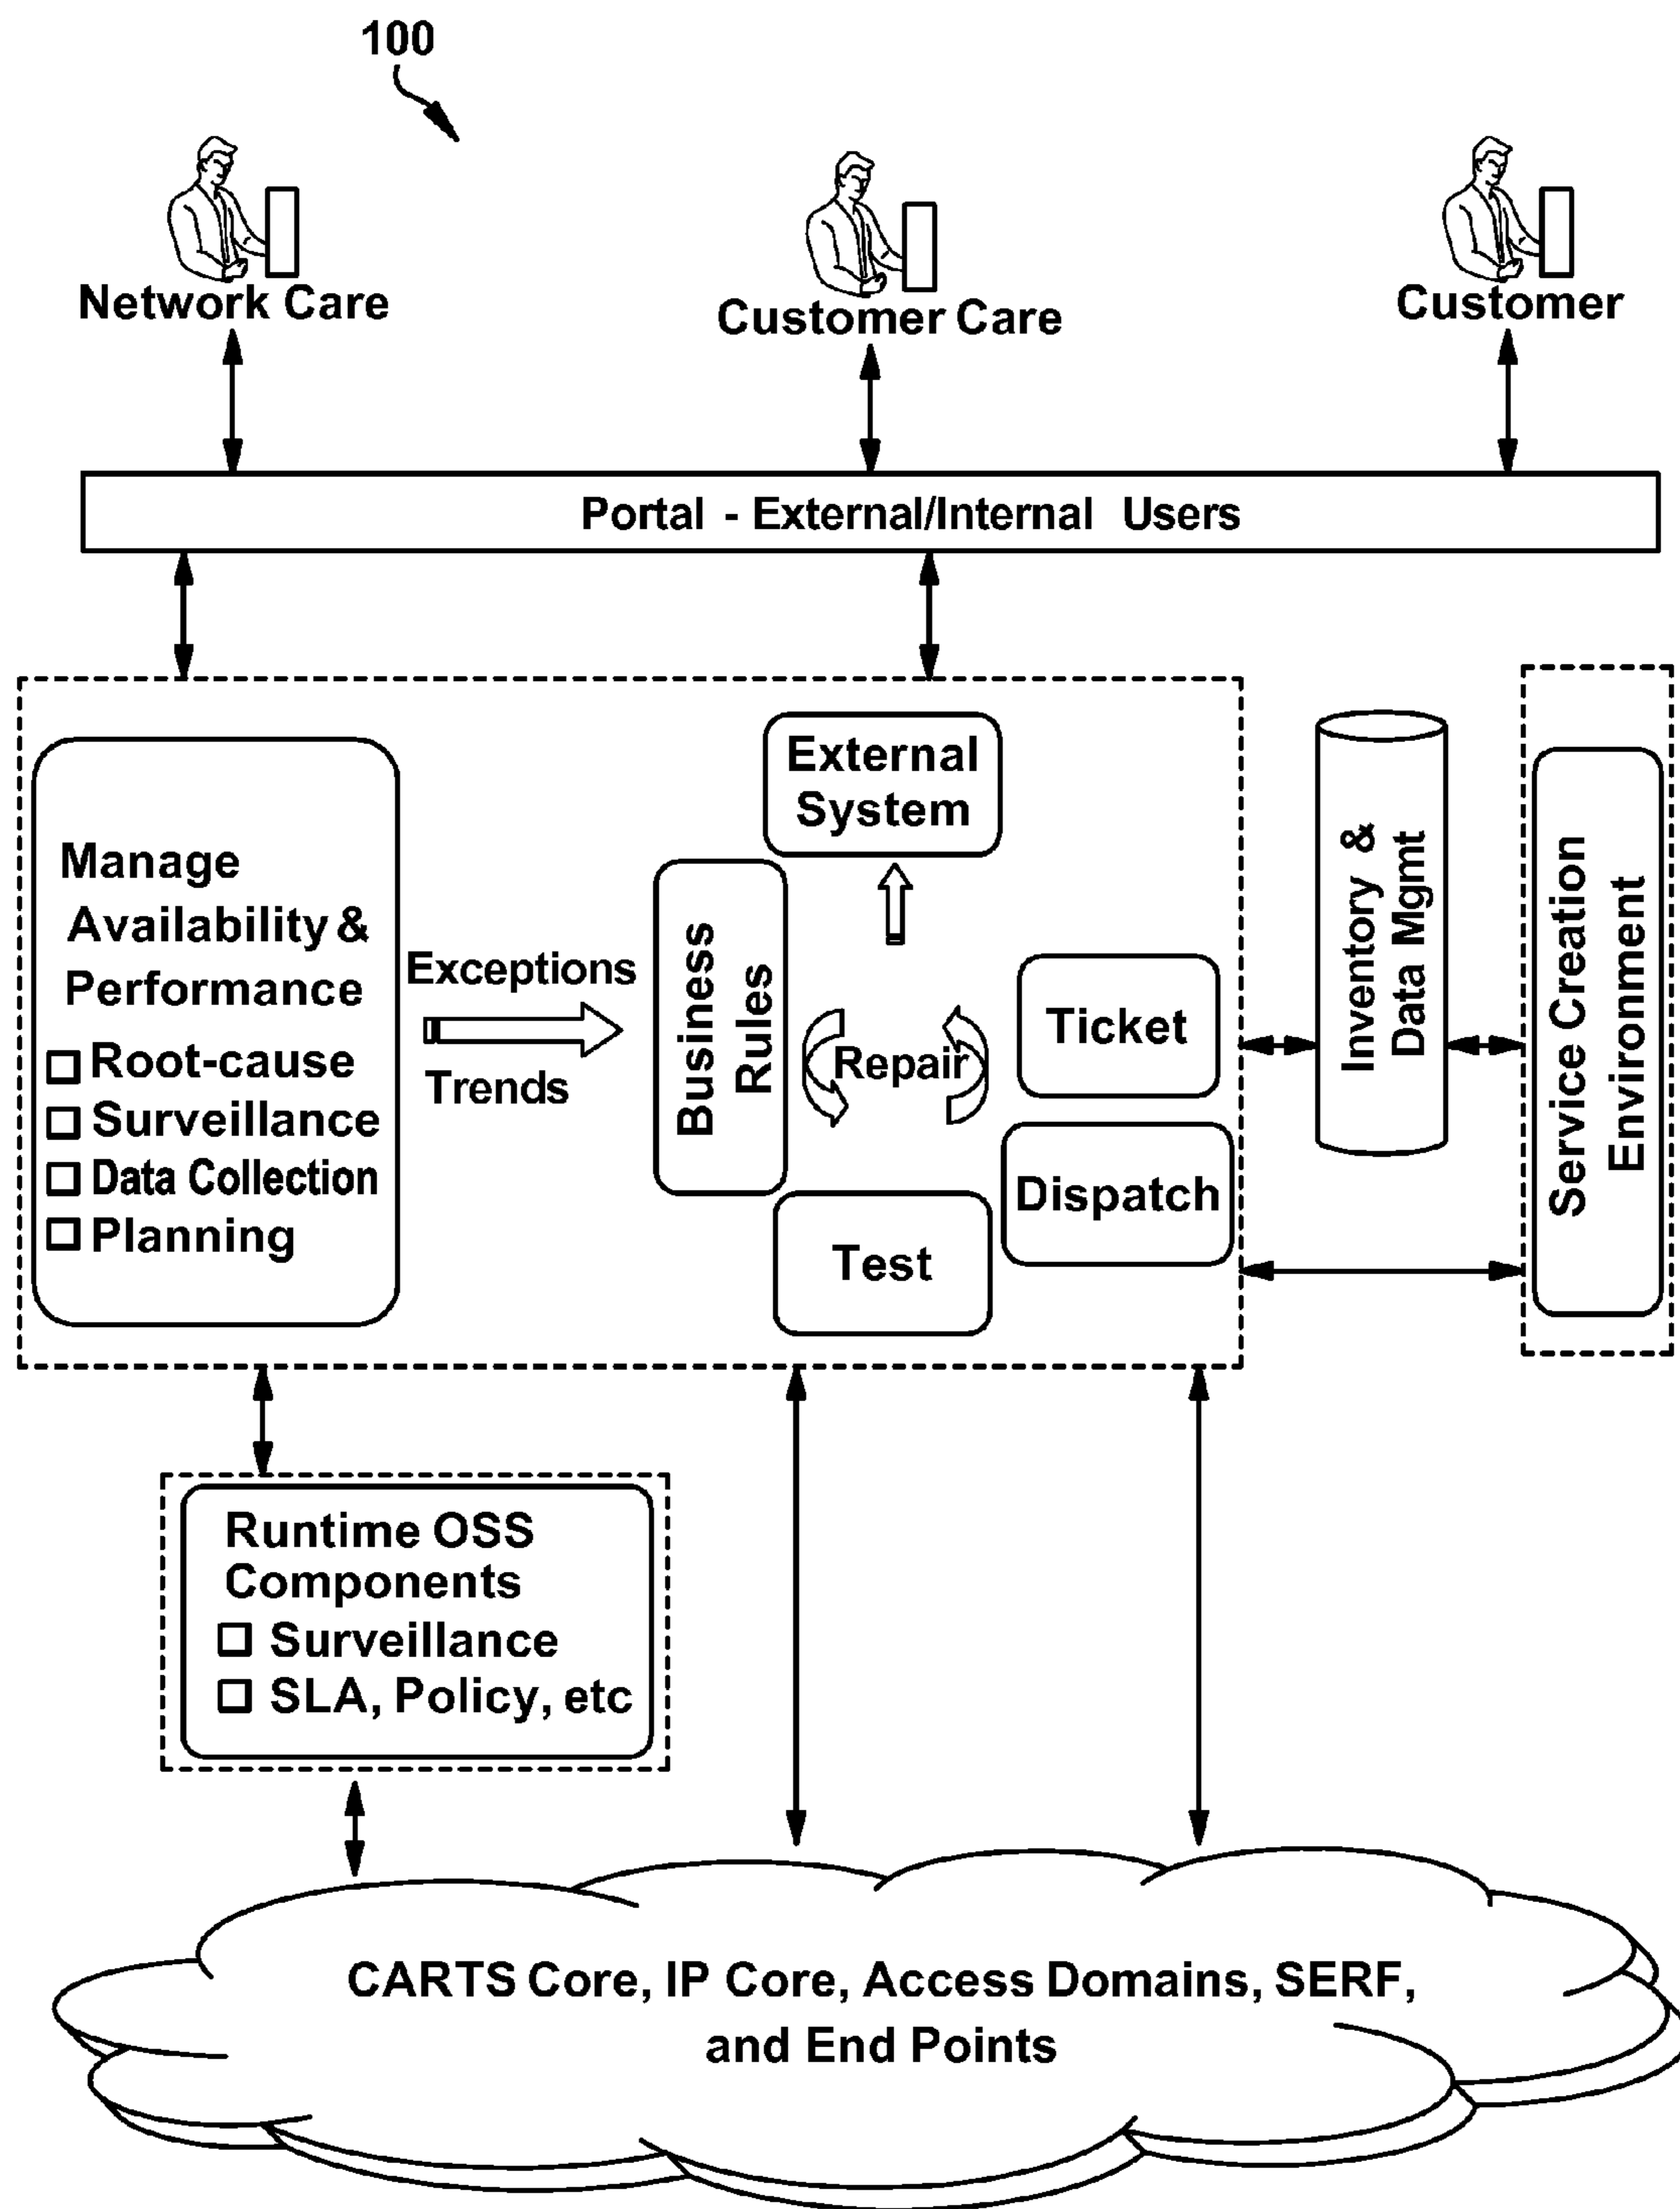 100
Network Care
Customer Care
Customer
Portal - External/Internal Users
Manage
Availability &
Performance
Root-cause
Surveillance
Data Collection
Planning
Exceptions
Trends
External
System
Business
Rules
Repair
Ticket
Dispatch
Test
Inventory &
Data Mgmt
Service Creation
Environment
Runtime OSS
Components
Surveillance
SLA, Policy, etc
CARTS Core, IP Core, Access Domains, SERF,
and End Points